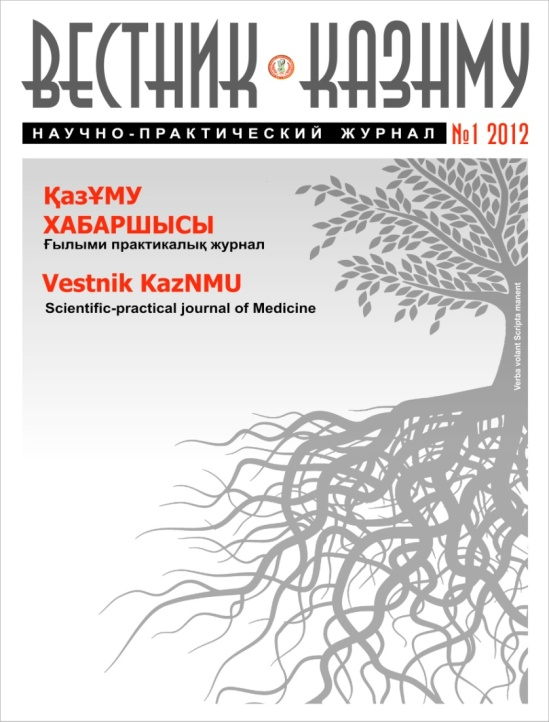 ВЕСТНИК КАЗНМУ
НАУЧНО-ПРАКТИЧЕСКИЙ ЖУРНАЛ №1 2012
ҚазҰМУ
ХАБАРШЫСЫ
Ғылыми практикалық журнал
Vestnik KazNMU
Scientific-practical journal of Medicine
Verba volant Scripta manent